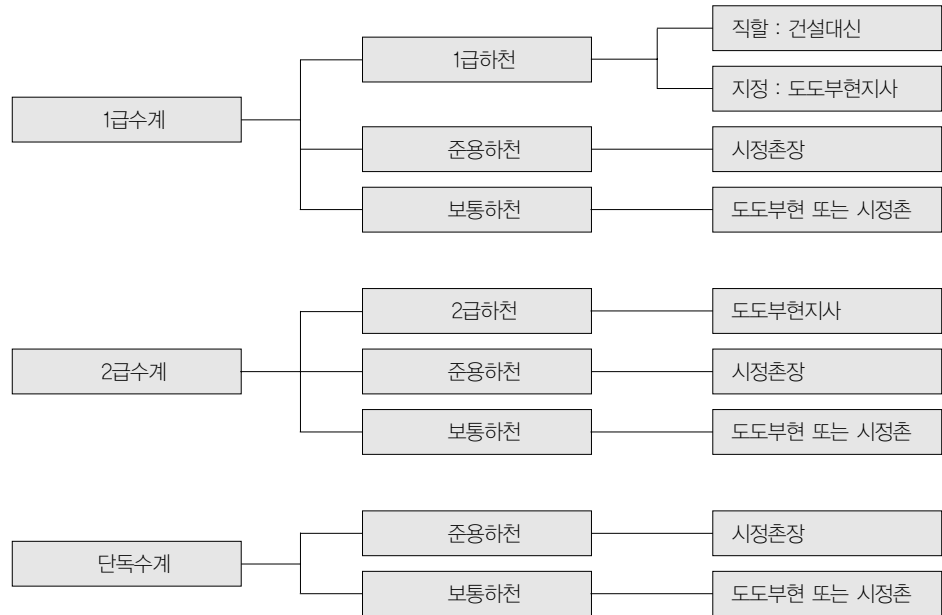 직할 : 건설대신
1급하천
지정 : 도도부현지사
1급수계
준용하천
시정촌장
보통하천
도도부현 또는 시정촌
2급하천
도도부현지사
2급수계
준용하천
시정촌장
보통하천
도도부현 또는 시정촌
준용하천
시정촌장
단독수계
보통하천
도도부현 또는 시정촌